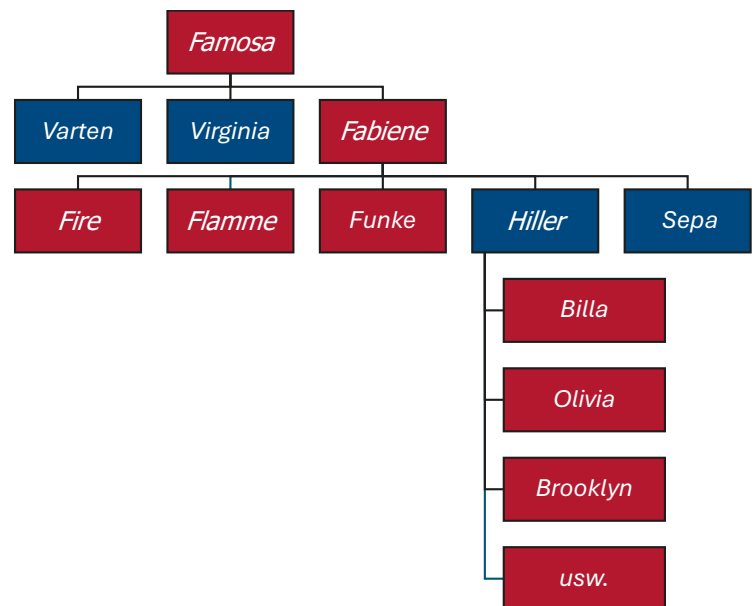 Famosa
Varten
Virginia
Fabiene
Fire
Flamme
Funke
Hiller
Sepa
Billa
Olivia
Brooklyn
usw.